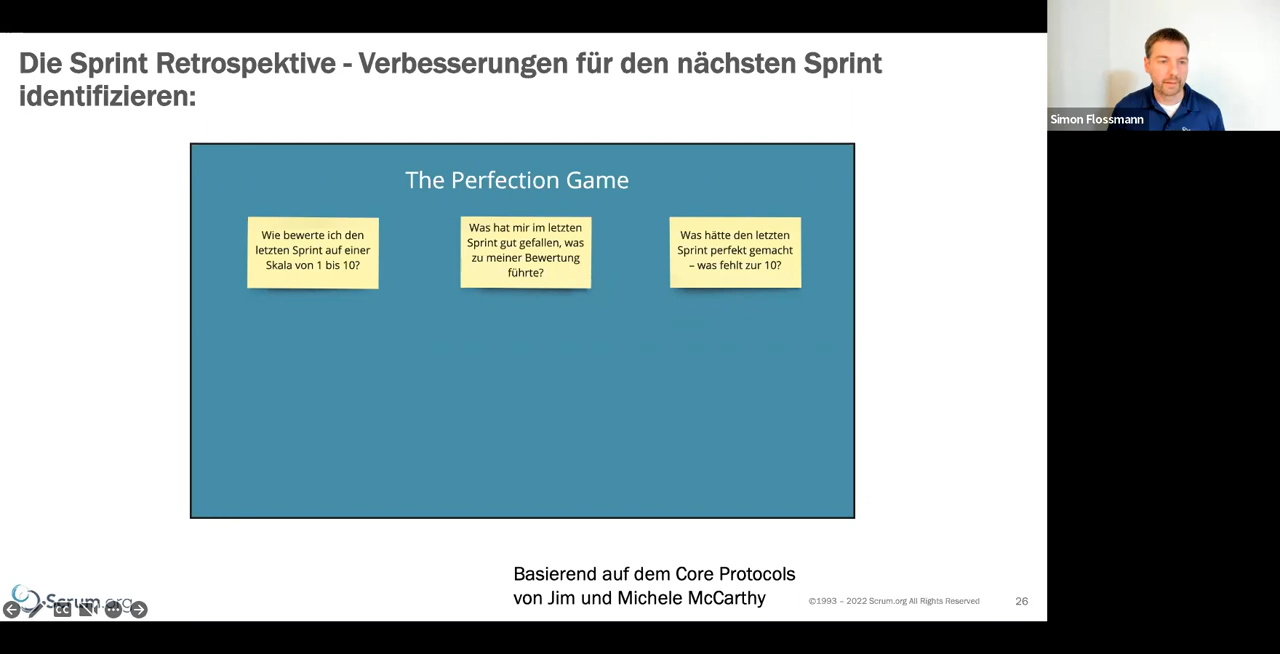 Die Sprint Retrospektive - Verbesserungen für den nächsten Sprint
identifizieren:
Simon Flossmann
The Perfection Game
Wie bewerte ich den
letzten Sprint auf einer
Skala von 1 bis 10?
Was hat mir im letzten
Sprint gut gefallen, was
zu meiner Bewertung
führte?
Was hätte den letzten
Sprint perfekt gemacht
– was fehlt zur 10?
Basierend auf dem Core Protocols
von Jim und Michele McCarthy
Scrum.org
CC
©1993 – 2022 Scrum.org All Rights Reserved
26